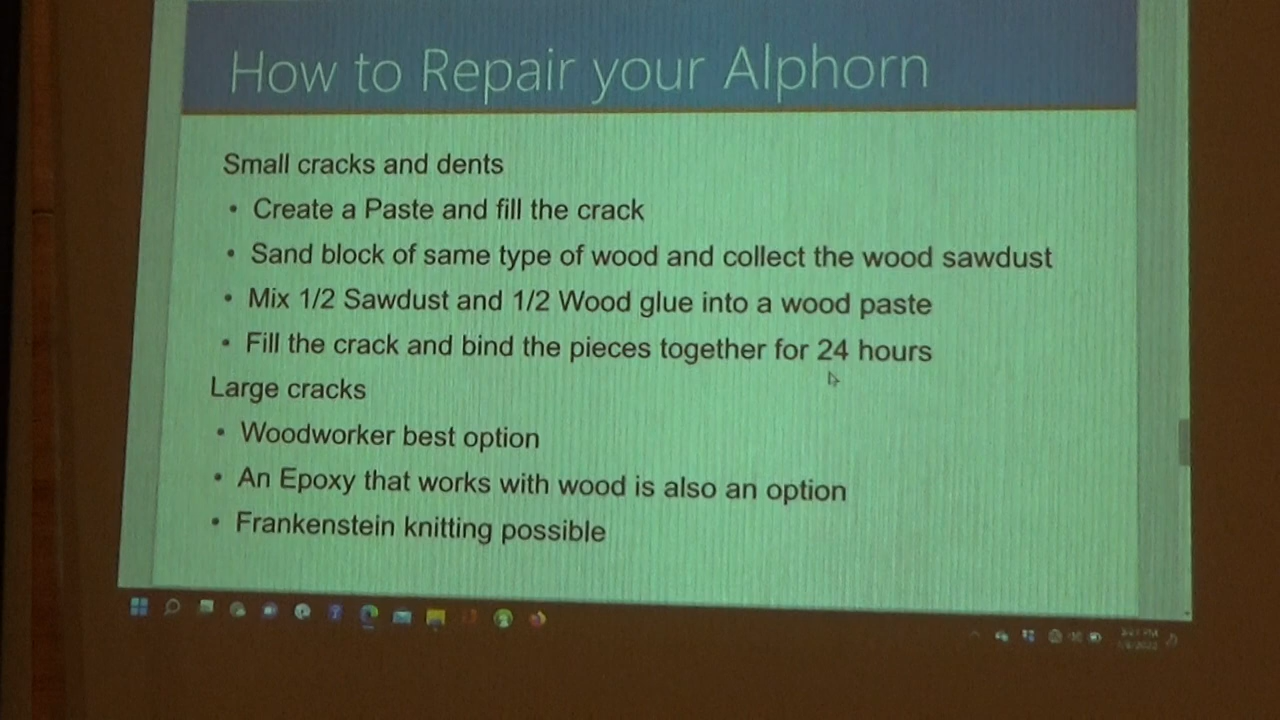 How to Repair your Alphorn
Small cracks and dents
• Create a Paste and fill the crack
• Sand block of same type of wood and collect the wood sawdust
• Mix 1/2 Sawdust and 1/2 Wood glue into a wood paste
• Fill the crack and bind the pieces together for 24 hours
Large cracks
• Woodworker best option
• An Epoxy that works with wood is also an option
• Frankenstein knitting possible